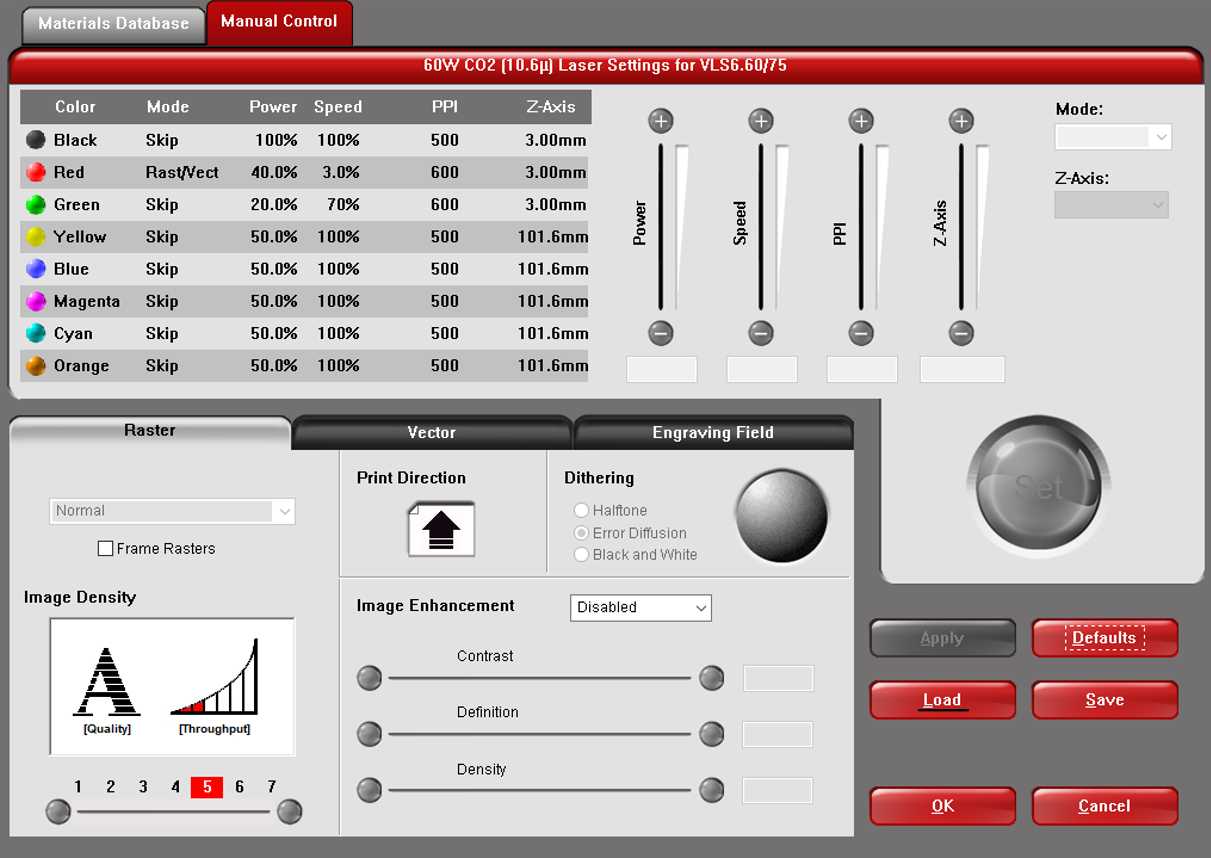 Materials Database
Manual Control
60W CO2 (10.6µ) Laser Settings for VLS6.60/75
Color Mode Power Speed PPI Z-Axis
Black Skip 100% 100% 500 3.00mm
Red Rast/Vect 40.0% 3.0% 600 3.00mm
Green Skip 20.0% 70% 600 3.00mm
Yellow Skip 50.0% 100% 500 101.6mm
Blue Skip 50.0% 100% 500 101.6mm
Magenta Skip 50.0% 100% 500 101.6mm
Cyan Skip 50.0% 100% 500 101.6mm
Orange Skip 50.0% 100% 500 101.6mm
Power
Speed
PPI
Z-Axis
Mode:
Z-Axis:
Set
Raster
Vector
Engraving Field
Normal
Frame Rasters
Image Density
A
[Quality] [Throughput]
1 2 3 4 5 6 7
Print Direction
Dithering
Halftone
Error Diffusion
Black and White
Image Enhancement Disabled
Contrast
Definition
Density
Apply Defaults
Load Save
OK Cancel